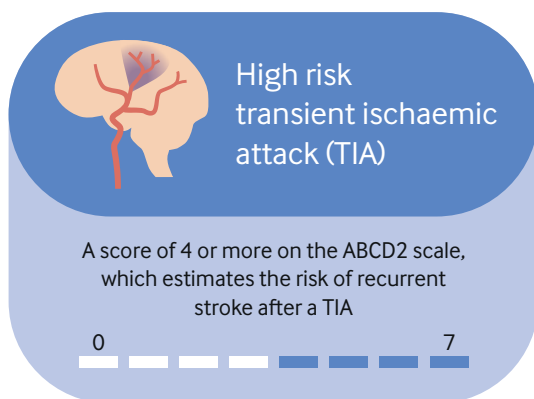 High risk
transient ischaemic
attack (TIA)
A score of 4 or more on the ABCD2 scale,
which estimates the risk of recurrent
stroke after a TIA
0 7